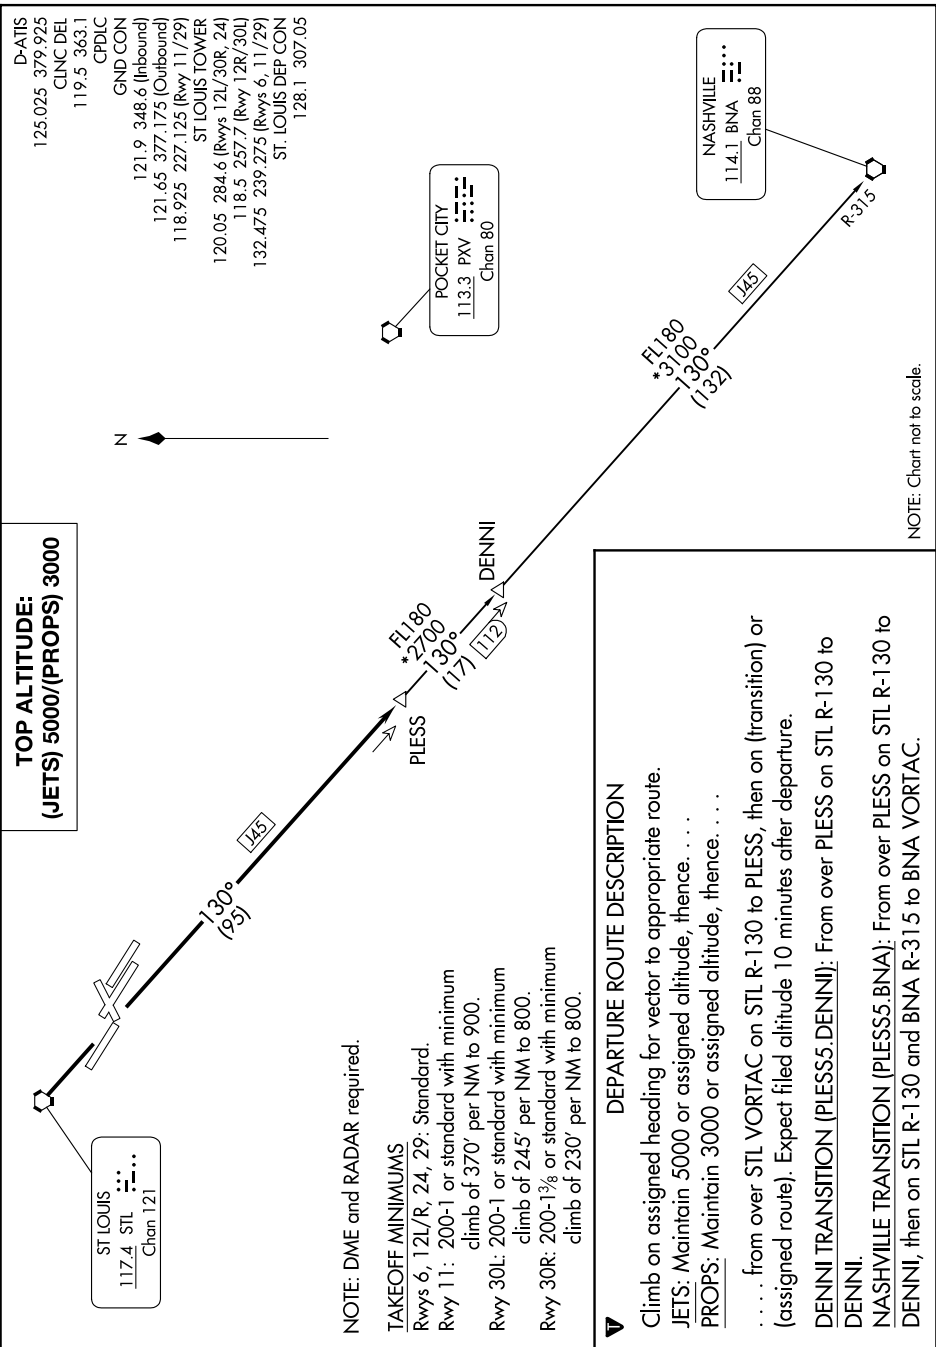 TOP ALTITUDE:
(JETS) 5000/(PROPS) 3000
D-ATIS
125.025 379.925
CLNC DEL
119.5 363.1
CPDLC
GND CON
121.9 348.6 (Inbound)
121.65 377.175 (Outbound)
118.925 227.125 (Rwy 11/29)
ST LOUIS TOWER
120.05 284.6 (Rwys 12L/30R, 24)
118.5 257.7 (Rwy 12R/30L)
132.475 239.275 (Rwys 6, 11/29)
ST. LOUIS DEP CON
128.1 307.05
N
ST LOUIS
117.4 STL
Chan 121
130°
(95)
J45
PLESS
FL180
*2700
130°
(17)
112
DENNI
POCKET CITY
113.3 PXV
Chan 80
FL180
*3100
130°
(132)
J45
R-315
NASHVILLE
114.1 BNA
Chan 88
NOTE: DME and RADAR required.
TAKEOFF MINIMUMS
Rwys 6, 12L/R, 24, 29: Standard.
Rwy 11: 200-1 or standard with minimum
climb of 370' per NM to 900.
Rwy 30L: 200-1 or standard with minimum
climb of 245' per NM to 800.
Rwy 30R: 200-1⅜ or standard with minimum
climb of 230' per NM to 800.
NOTE: Chart not to scale.
T
DEPARTURE ROUTE DESCRIPTION
Climb on assigned heading for vector to appropriate route.
JETS: Maintain 5000 or assigned altitude, thence. . . .
PROPS: Maintain 3000 or assigned altitude, thence. . . .
. . . . from over STL VORTAC on STL R-130 to PLESS, then on (transition) or
(assigned route). Expect filed altitude 10 minutes after departure.
DENNI TRANSITION (PLESS5.DENNI): From over PLESS on STL R-130 to
DENNI.
NASHVILLE TRANSITION (PLESS5.BNA): From over PLESS on STL R-130 to
DENNI, then on STL R-130 and BNA R-315 to BNA VORTAC.